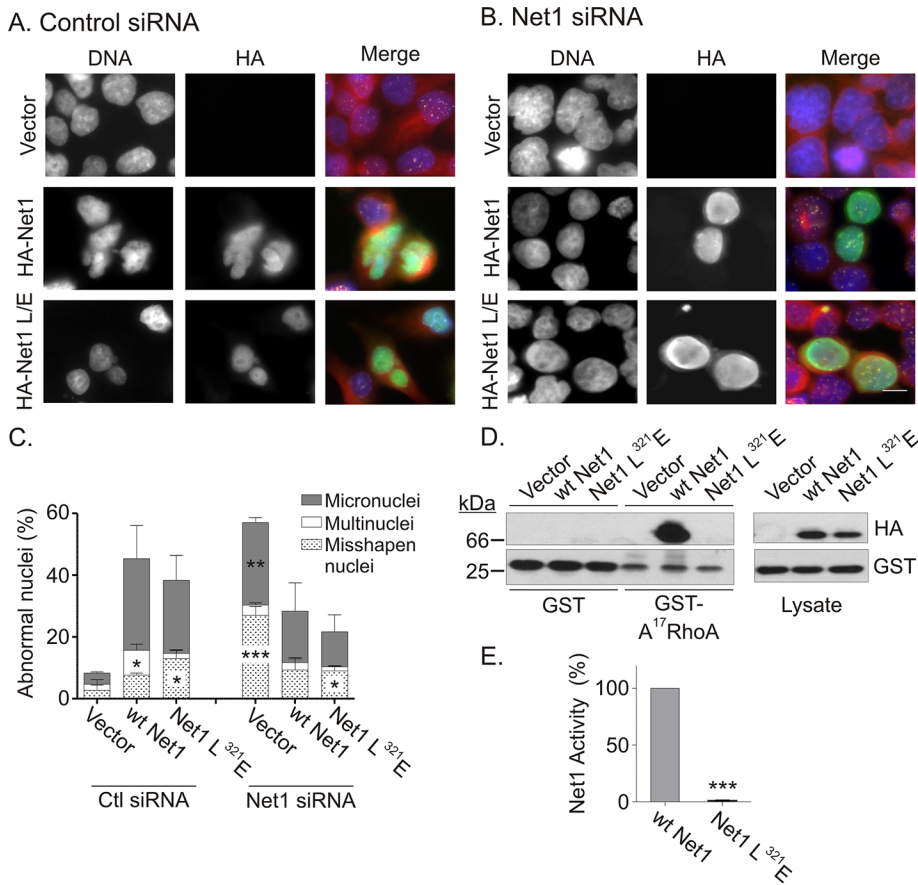 A. Control siRNA
DNA HA Merge
Vector
HA-Net1
HA-Net1 L/E
B. Net1 siRNA
DNA HA Merge
Vector
HA-Net1
HA-Net1 L/E
C.
Abnormal nuclei (%)
60
40
20
0
Micronuclei
Multinuclei
Misshapen
nuclei
*
*
**
***
*
Vector
wt Net1
Net1 L ³²¹E
Vector
wt Net1
Net1 L ³²¹E
Ctl siRNA
Net1 siRNA
D.
Vector
wt Net1
Net1 L³²¹E
Vector
wt Net1
Net1 L³²¹E
Vector
wt Net1
Net1 L³²¹E
kDa
66
25
HA
GST
GST
GST-
A¹⁷RhoA
Lysate
E.
Net1 Activity (%)
100
50
0
***
wt Net1
Net1 L ³²¹E